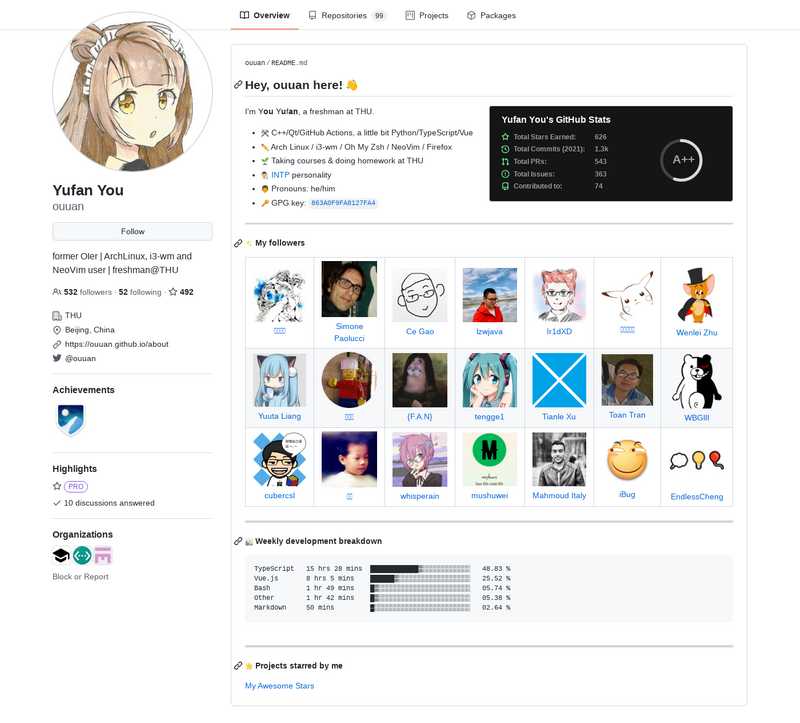 Overview
Repositories 99
Projects
Packages
Yufan You
ouuan
Follow
former OIer | ArchLinux, i3-wm and
NeoVim user | freshman@THU
532 followers · 52 following · 492
THU
Beijing, China
https://ouuan.github.io/about
@ouuan
Achievements
Highlights
PRO
10 discussions answered
Organizations
Block or Report
ouuan / README.md
Hey, ouuan here! 👋
I'm You Yufan, a freshman at THU.
C++/Qt/GitHub Actions, a little bit Python/TypeScript/Vue
Arch Linux / i3-wm / Oh My Zsh / NeoVim / Firefox
Taking courses & doing homework at THU
INTP personality
Pronouns: he/him
GPG key: 863A0F9FA8127FA4
Yufan You's GitHub Stats
Total Stars Earned: 626
Total Commits (2021): 1.3k
Total PRs: 543
Total Issues: 363
Contributed to: 74
A++
My followers
Simone
Paolucci
Ce Gao
lzwjava
Ir1dXD
Wenlei Zhu
Yuuta Liang
{F.A.N}
tengge1
Tianle Xu
Toan Tran
WBGlIl
cubercsl
whisperain
mushuwei
Mahmoud Italy
iBug
EndlessCheng
Weekly development breakdown
TypeScript 15 hrs 28 mins 48.83 %
Vue.js 8 hrs 5 mins 25.52 %
Bash 1 hr 49 mins 05.74 %
Other 1 hr 42 mins 05.38 %
Markdown 50 mins 02.64 %
Projects starred by me
My Awesome Stars